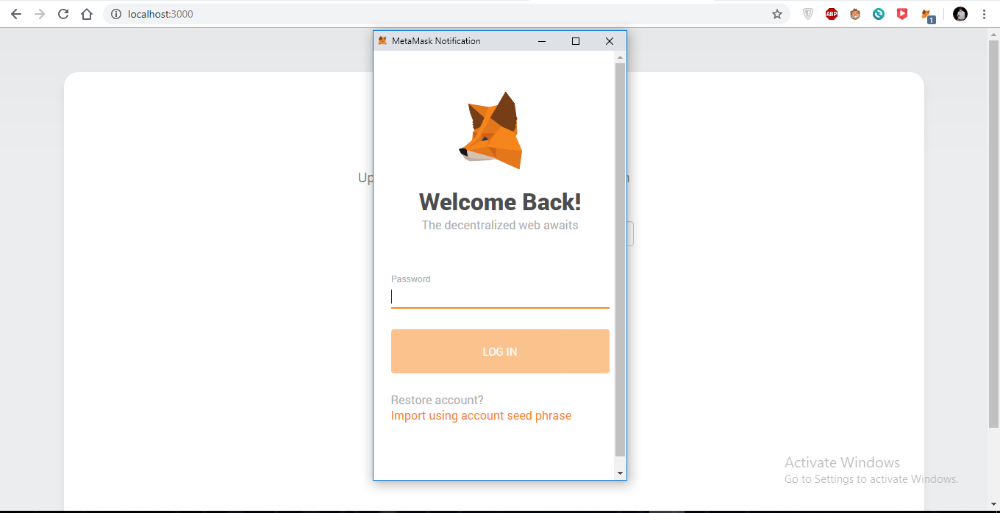 localhost:3000
ABP
1
MetaMask Notification
Up
n
Welcome Back!
The decentralized web awaits
Password
LOG IN
Restore account?
Import using account seed phrase
Activate Windows
Go to Settings to activate Windows.